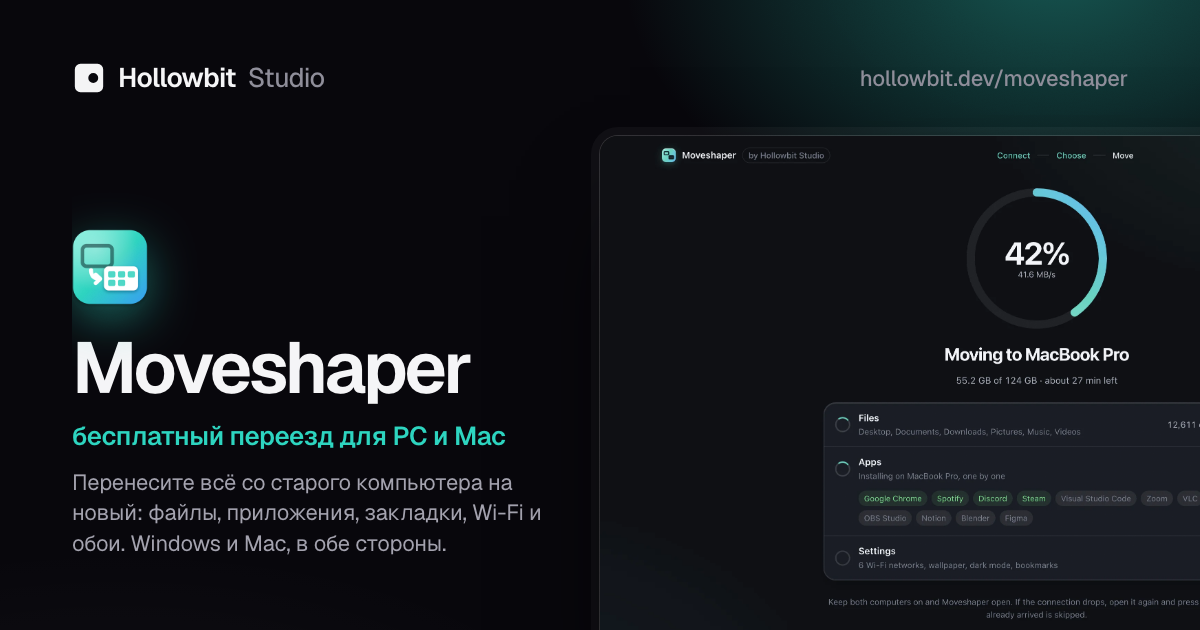 Hollowbit Studio
hollowbit.dev/moveshaper
Moveshaper
бесплатный переезд для PC и Mac
Перенесите всё со старого компьютера на
новый: файлы, приложения, закладки, Wi-Fi и
обои. Windows и Mac, в обе стороны.
Moveshaper by Hollowbit Studio
Connect Choose Move
42%
41.6 MB/s
Moving to MacBook Pro
55.2 GB of 124 GB · about 27 min left
Files
Desktop, Documents, Downloads, Pictures, Music, Videos
12,611
Apps
Installing on MacBook Pro, one by one
Google Chrome Spotify Discord Steam Visual Studio Code Zoom VLC
OBS Studio Notion Blender Figma
Settings
6 Wi-Fi networks, wallpaper, dark mode, bookmarks
Keep both computers on and Moveshaper open. If the connection drops, open it again and press
already arrived is skipped.